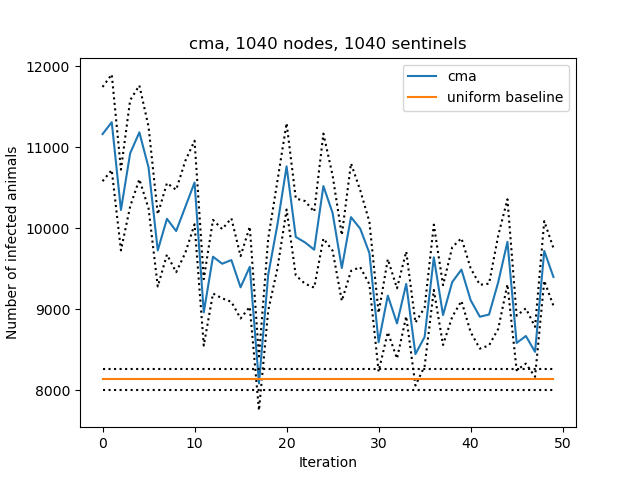 cma, 1040 nodes, 1040 sentinels
cma
uniform baseline
Number of infected animals
12000
11000
10000
9000
8000
0 10 20 30 40 50
Iteration